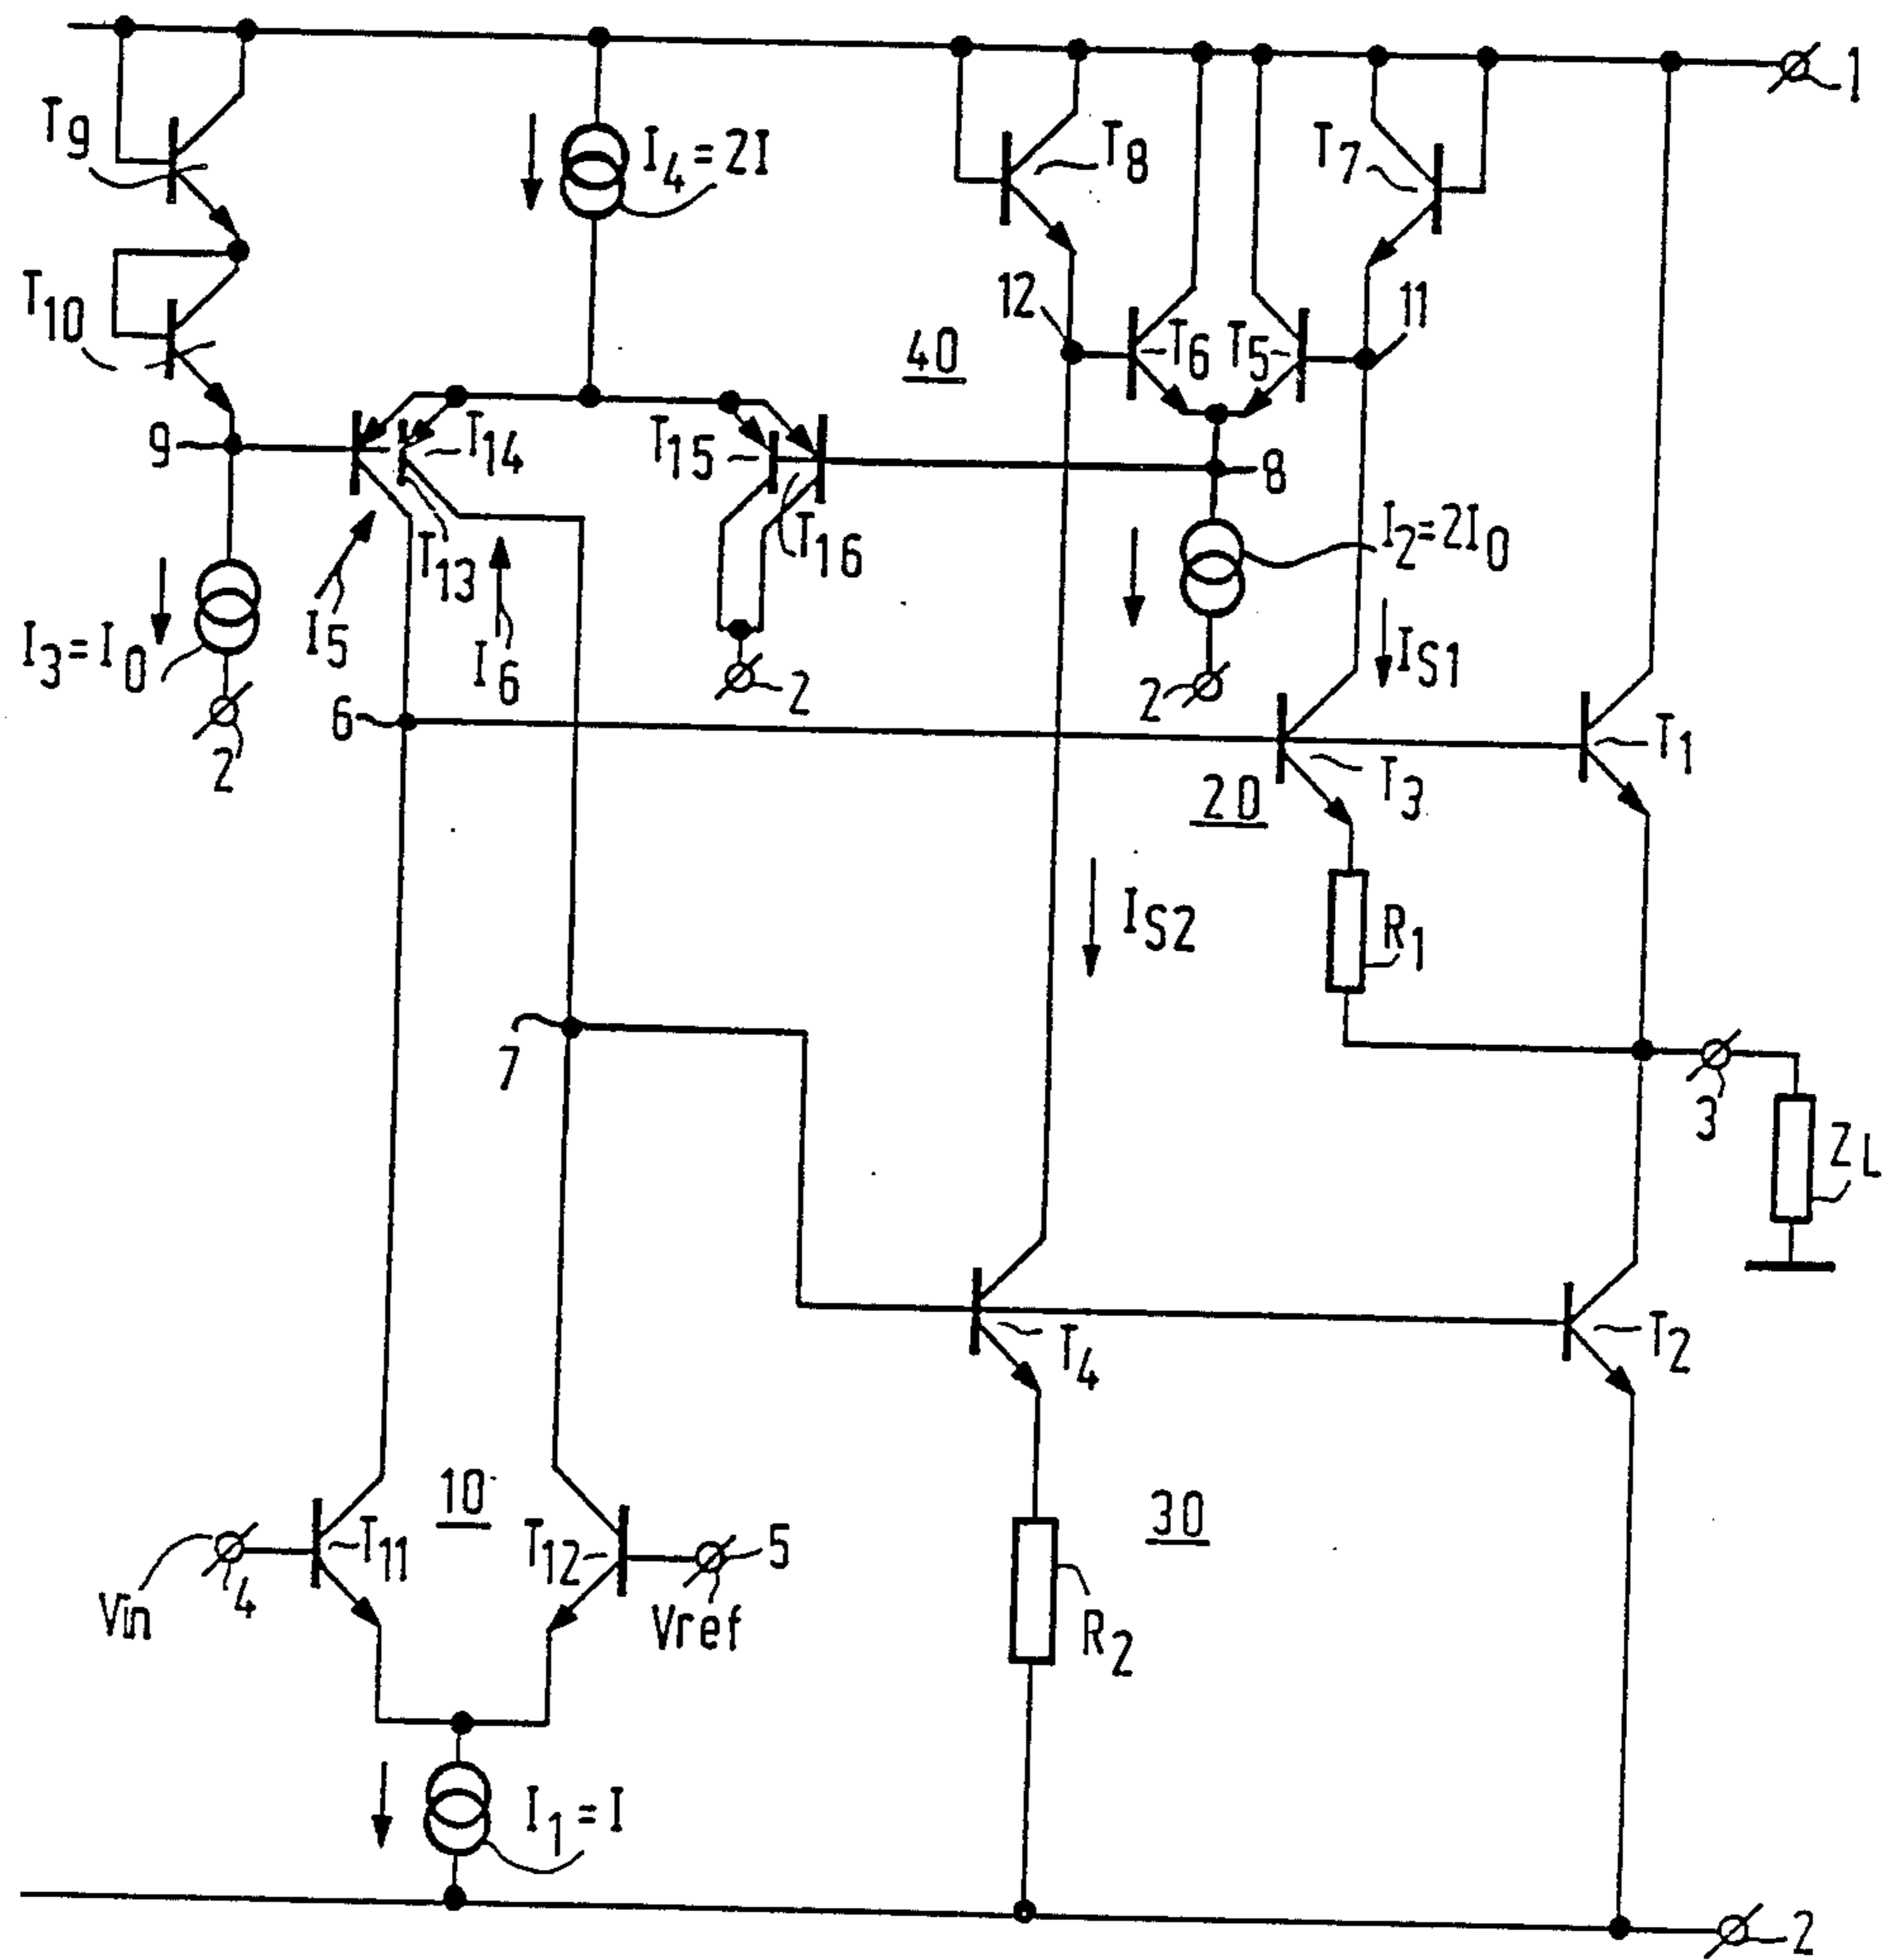 1
T9
I4=2I
T8
T7
T10
12
11
40
T6
T5
9
T14
T15
8
T13
T16
I2=2I0
I5
I6
I3=I0
2
2
2
IS1
6
T3
T1
20
IS2
R1
7
3
ZL
T4
T2
10
30
T11
T12
5
Vin
4
Vref
R2
I1=I
2